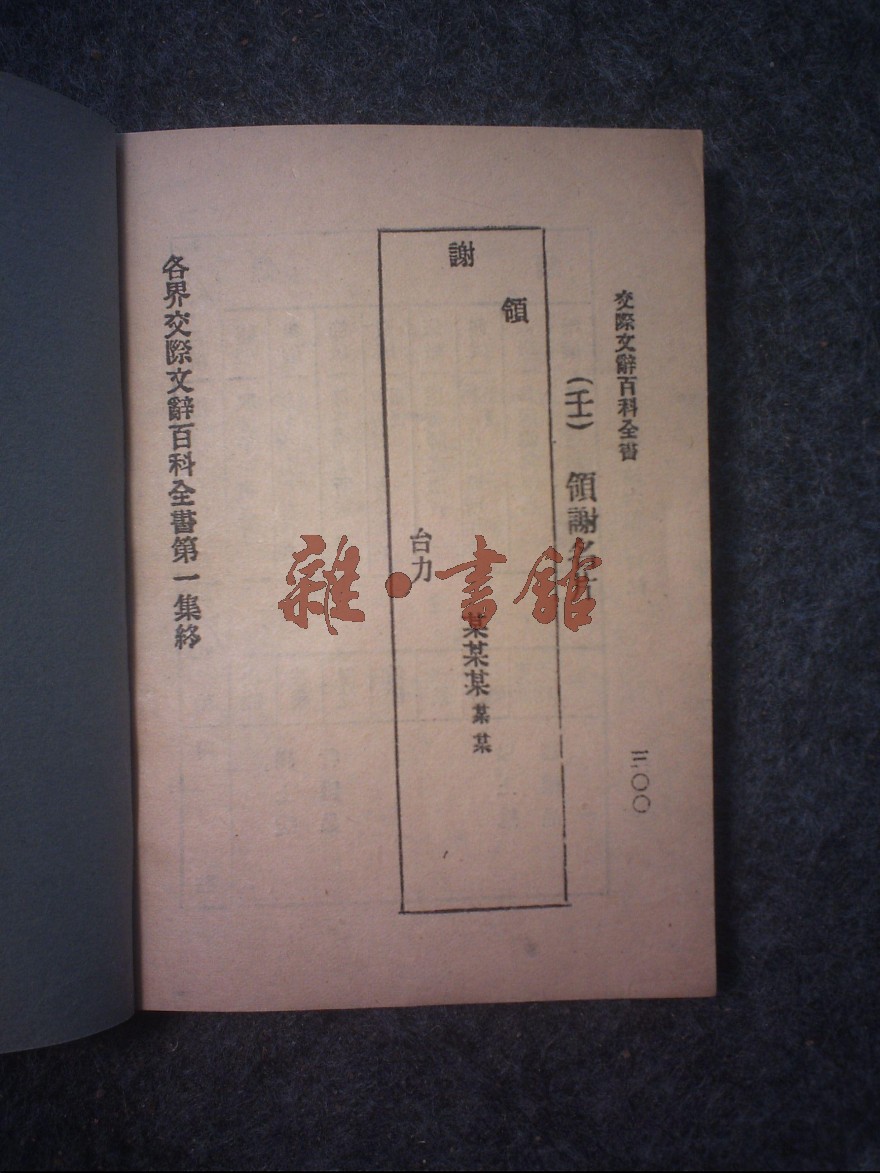 交際文辭百科全書
三〇〇
（壬） 領謝名片
領
謝
某某某 某某
台力
各界交際文辭百科全書第一集終
雜·書館